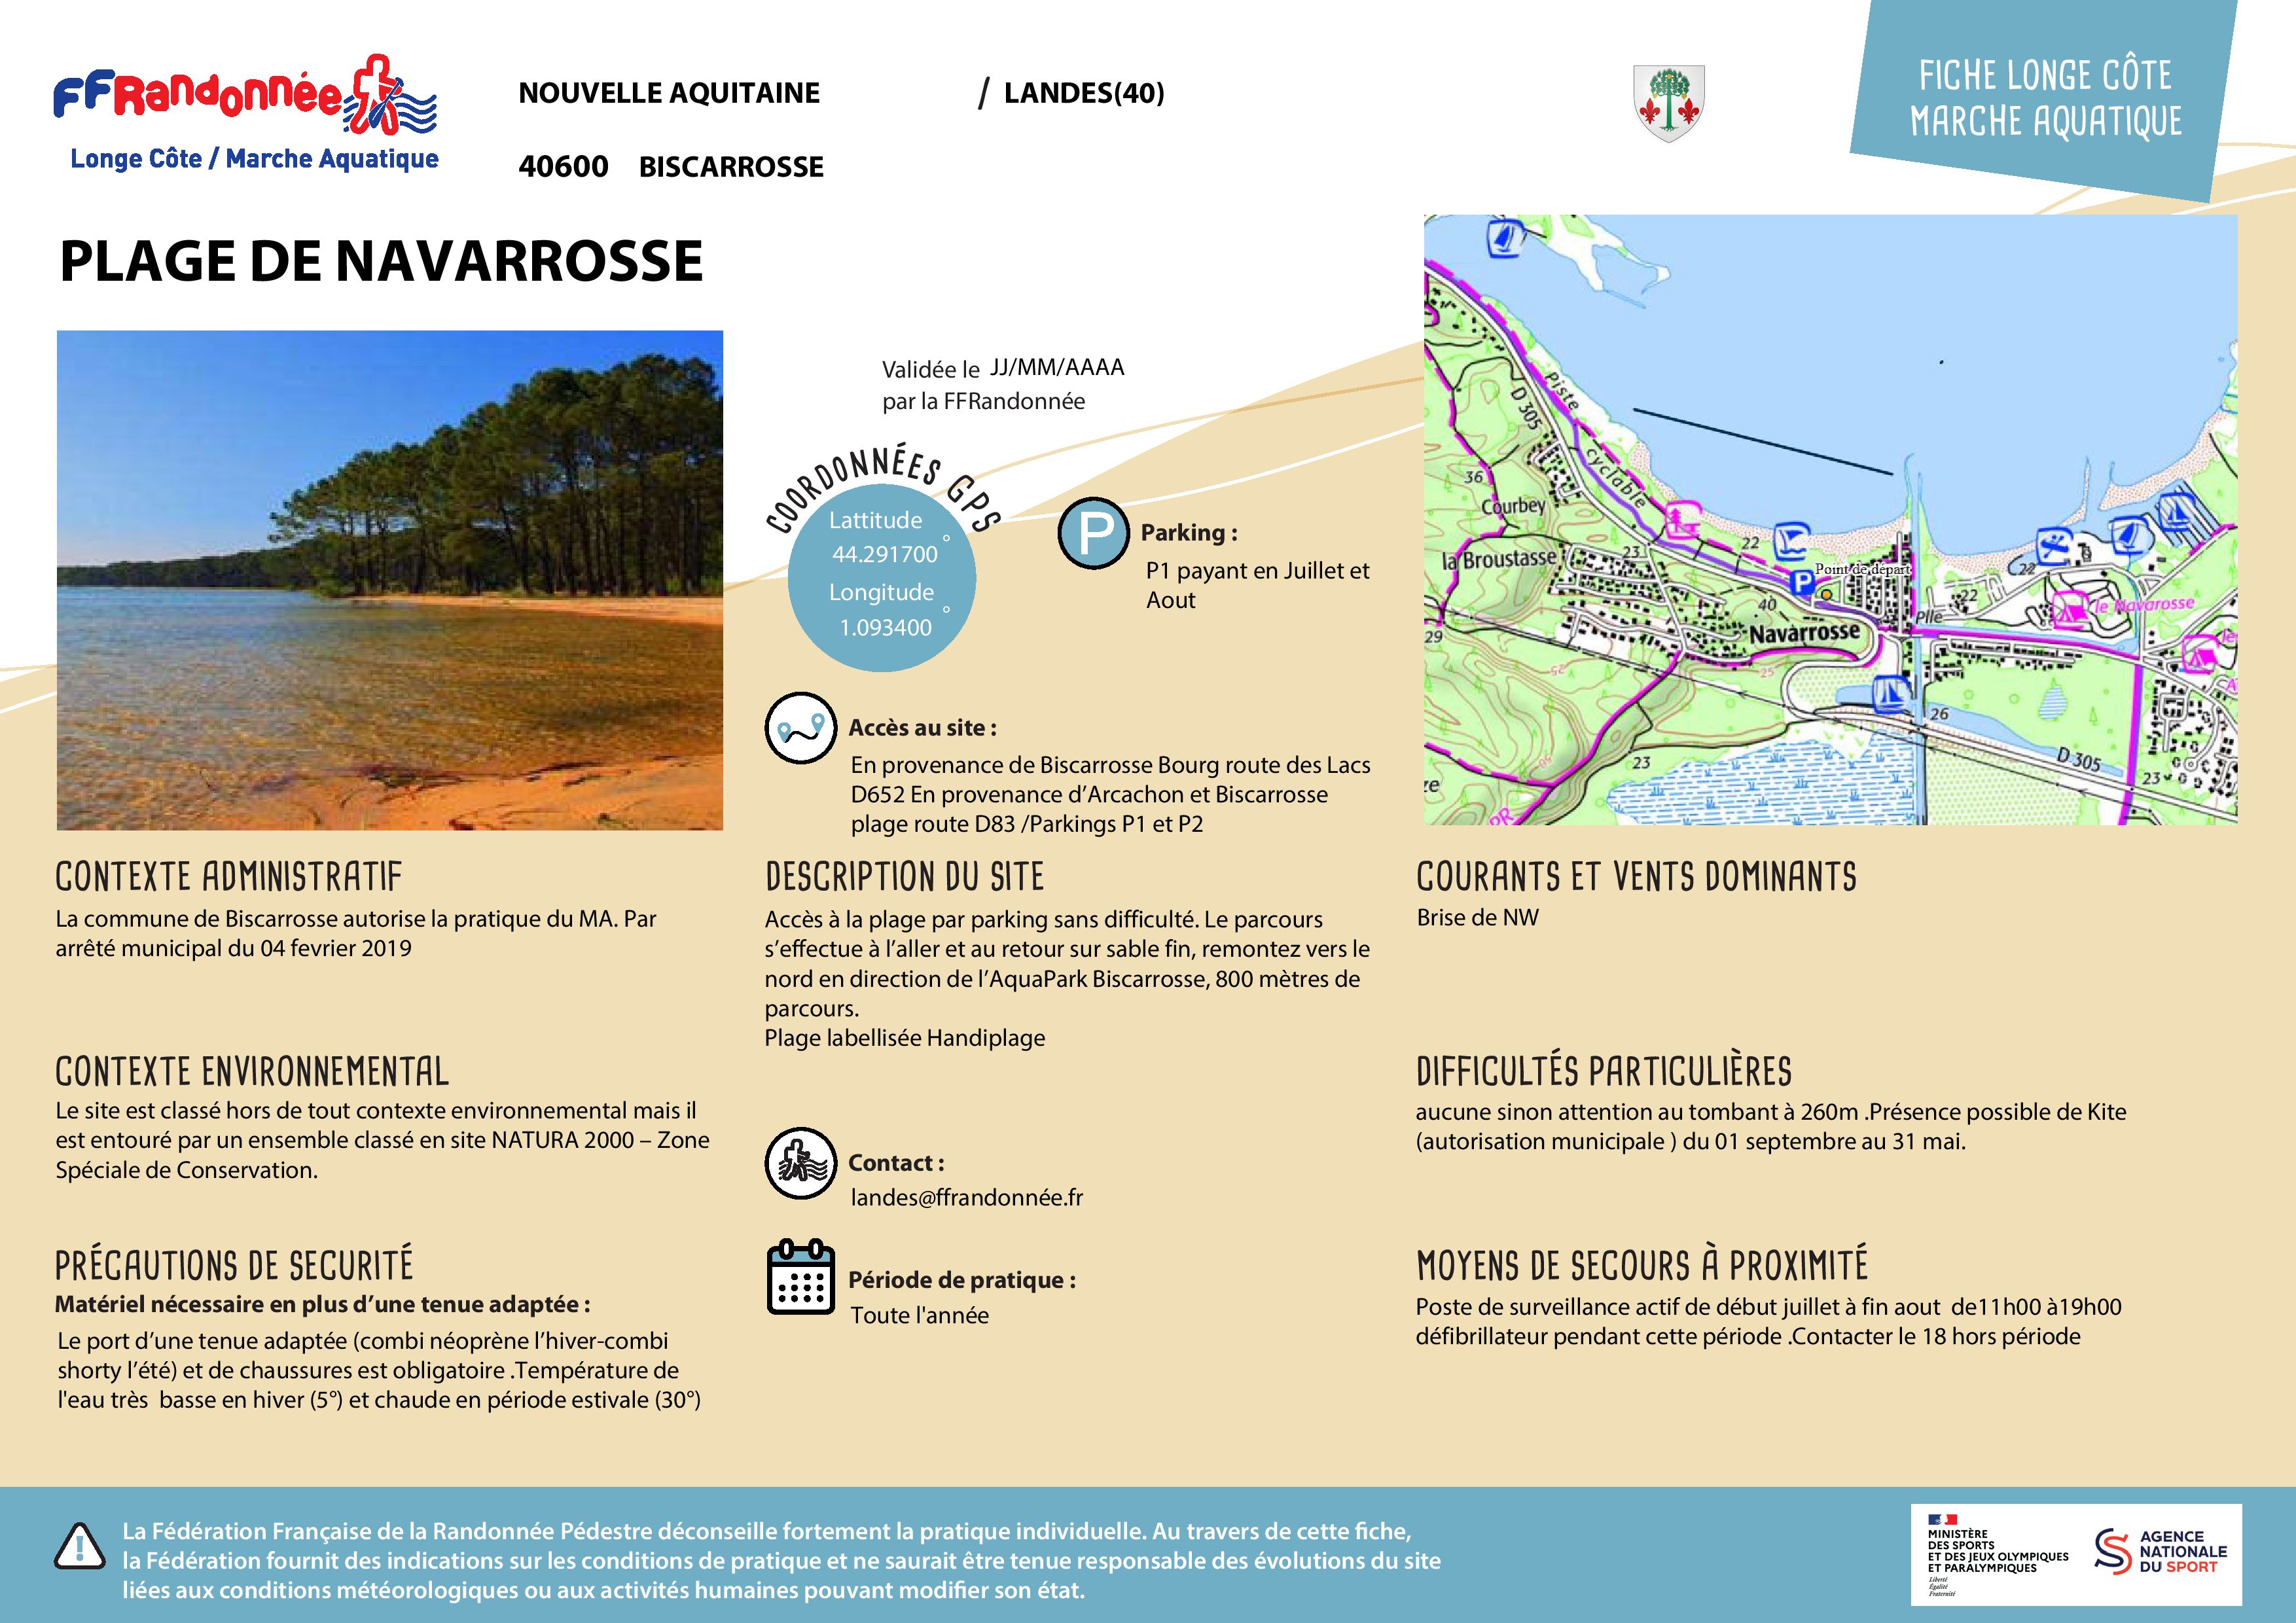 FFRandonnée
Longe Côte / Marche Aquatique
NOUVELLE AQUITAINE / LANDES(40)
40600 BISCARROSSE
FICHE LONGE CÔTE
MARCHE AQUATIQUE
PLAGE DE NAVARROSSE
Validée le JJ/MM/AAAA
par la FFRandonnée
COORDONNÉES GPS
Lattitude
44.291700 °
Longitude
1.093400 °
P
Parking :
P1 payant en Juillet et
Aout
Accès au site :
En provenance de Biscarrosse Bourg route des Lacs
D652 En provenance d’Arcachon et Biscarrosse
plage route D83 /Parkings P1 et P2
Piste cyclable
D 305
36
Courbey
la Broustasse
23
22
Point de départ
P
22
40
22
Plle
le Navarosse
Navarrosse
29
25
25
26
23
D 305
23
PR
50
CONTEXTE ADMINISTRATIF
La commune de Biscarrosse autorise la pratique du MA. Par
arrêté municipal du 04 fevrier 2019
CONTEXTE ENVIRONNEMENTAL
Le site est classé hors de tout contexte environnemental mais il
est entouré par un ensemble classé en site NATURA 2000 – Zone
Spéciale de Conservation.
PRÉCAUTIONS DE SECURITÉ
Matériel nécessaire en plus d’une tenue adaptée :
Le port d’une tenue adaptée (combi néoprène l’hiver-combi
shorty l’été) et de chaussures est obligatoire .Température de
l'eau très  basse en hiver (5°) et chaude en période estivale (30°)
DESCRIPTION DU SITE
Accès à la plage par parking sans difficulté. Le parcours
s’effectue à l’aller et au retour sur sable fin, remontez vers le
nord en direction de l’AquaPark Biscarrosse, 800 mètres de
parcours.
Plage labellisée Handiplage
Contact :
landes@ffrandonnée.fr
Période de pratique :
Toute l'année
COURANTS ET VENTS DOMINANTS
Brise de NW
DIFFICULTÉS PARTICULIÈRES
aucune sinon attention au tombant à 260m .Présence possible de Kite
(autorisation municipale ) du 01 septembre au 31 mai.
MOYENS DE SECOURS À PROXIMITÉ
Poste de surveillance actif de début juillet à fin aout  de11h00 à19h00
défibrillateur pendant cette période .Contacter le 18 hors période
La Fédération Française de la Randonnée Pédestre déconseille fortement la pratique individuelle. Au travers de cette fiche,
la Fédération fournit des indications sur les conditions de pratique et ne saurait être tenue responsable des évolutions du site
liées aux conditions météorologiques ou aux activités humaines pouvant modifier son état.
MINISTÈRE
DES SPORTS
ET DES JEUX OLYMPIQUES
ET PARALYMPIQUES
Liberté
Égalité
Fraternité
AGENCE
NATIONALE
DU SPORT